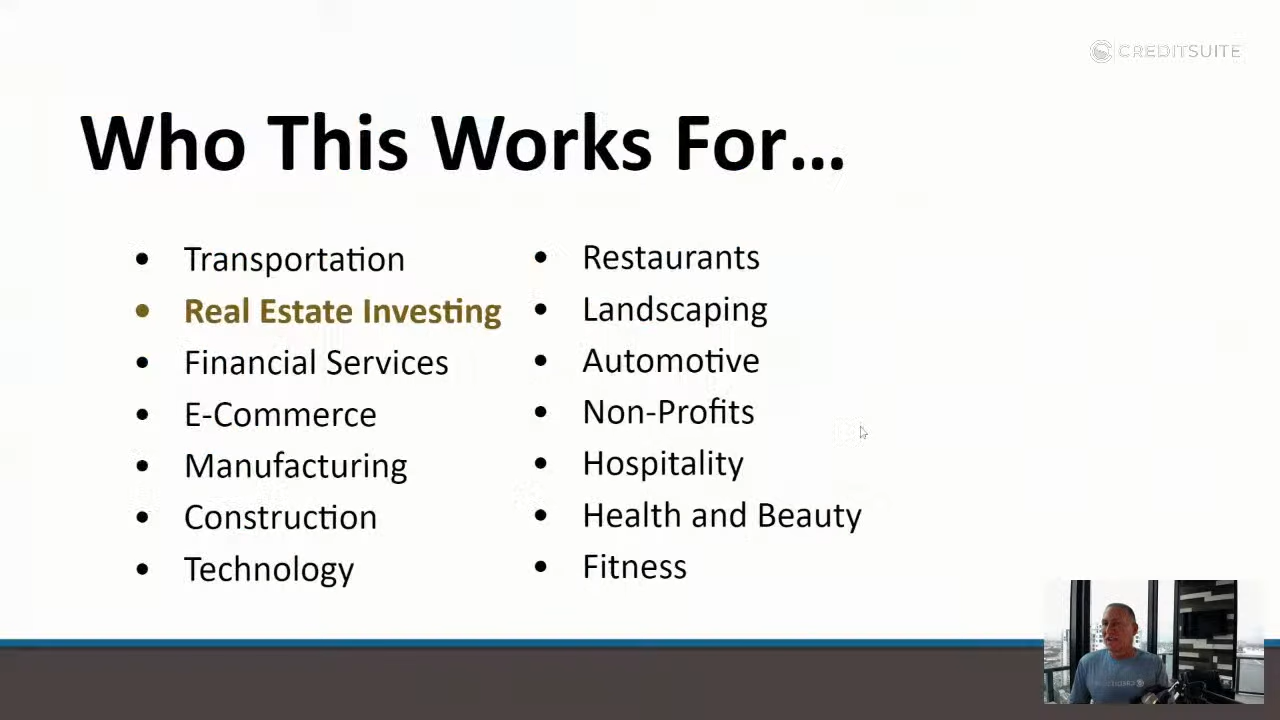 CREDITSUITE
Who This Works For...
• Transportation
• Real Estate Investing
• Financial Services
• E-Commerce
• Manufacturing
• Construction
• Technology
• Restaurants
• Landscaping
• Automotive
• Non-Profits
• Hospitality
• Health and Beauty
• Fitness